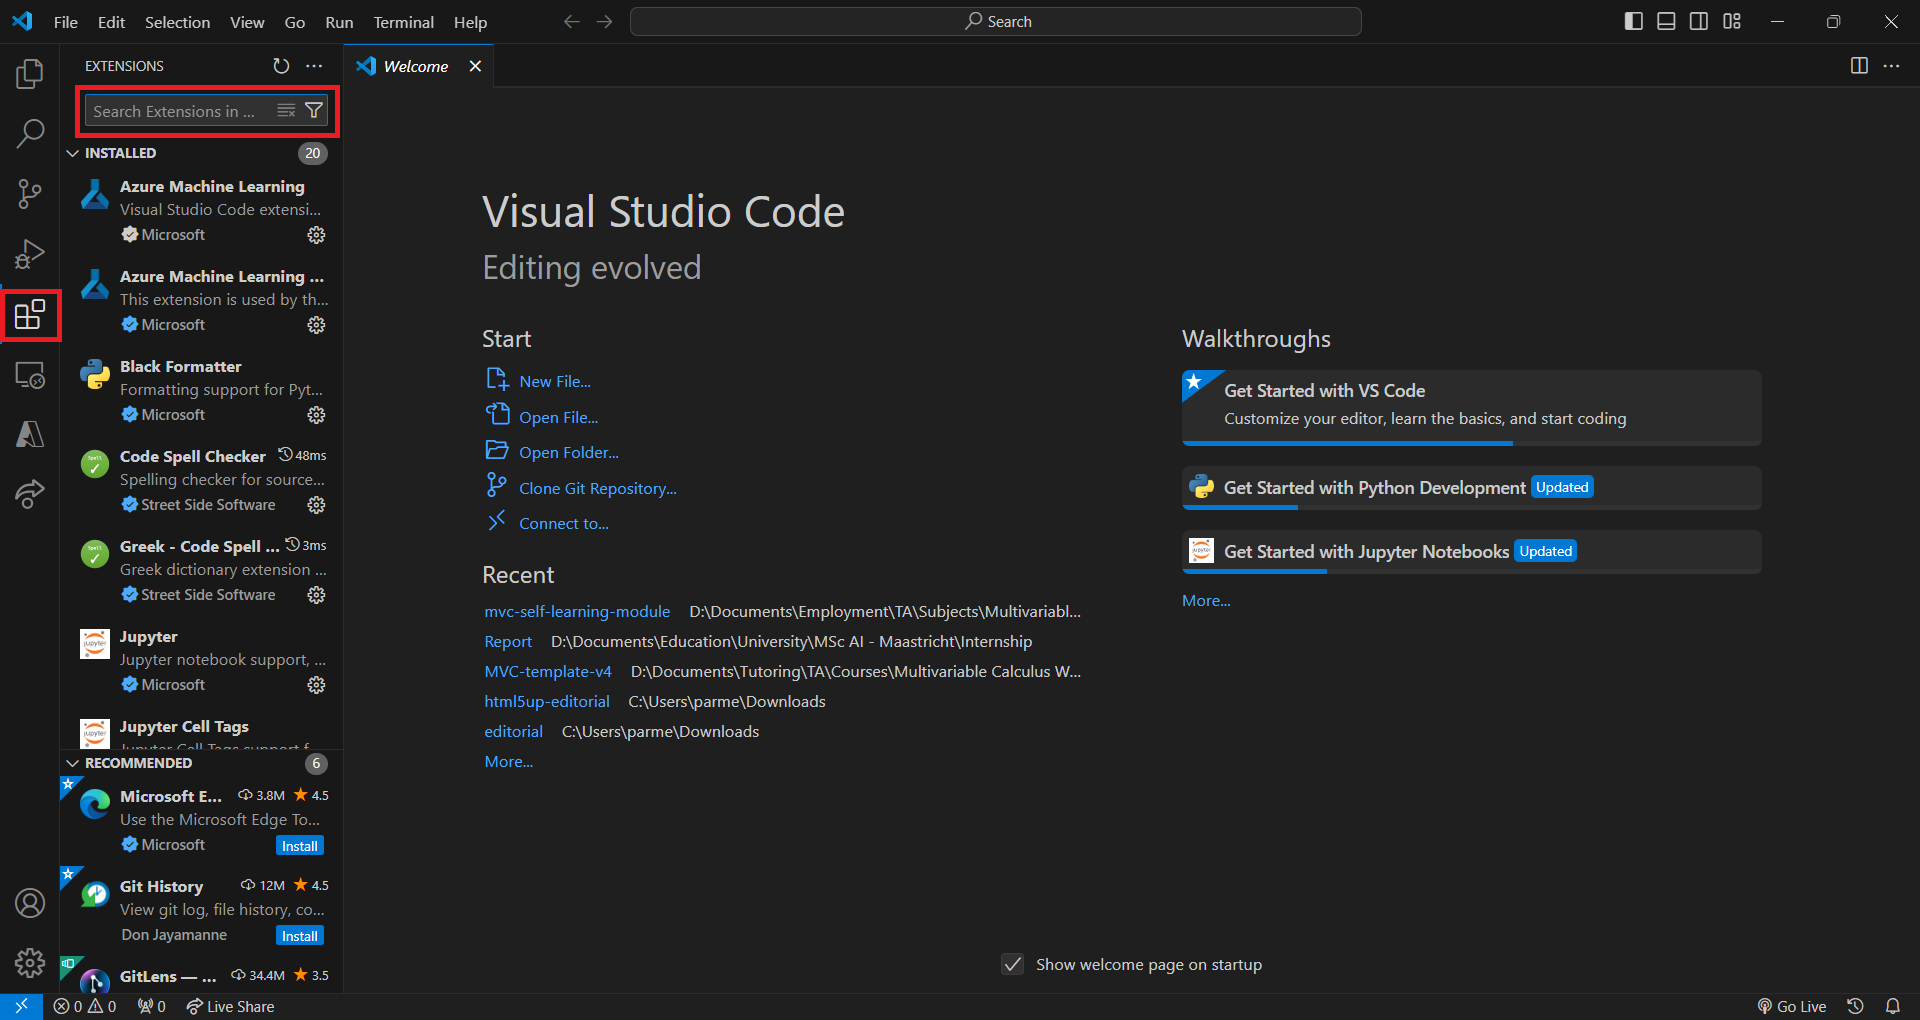 File Edit Selection View Go Run Terminal Help
Search
EXTENSIONS
Search Extensions in ...
INSTALLED 20
Azure Machine Learning
Visual Studio Code extensi...
Microsoft
Azure Machine Learning ...
This extension is used by th...
Microsoft
Black Formatter
Formatting support for Pyt...
Microsoft
Code Spell Checker 48ms
Spelling checker for source...
Street Side Software
Greek - Code Spell ... 3ms
Greek dictionary extension ...
Street Side Software
Jupyter
Jupyter notebook support, ...
Microsoft
Jupyter Cell Tags
Jupyter Cell Tags support f...
RECOMMENDED 6
Microsoft E... 3.8M 4.5
Use the Microsoft Edge To...
Microsoft Install
Git History 12M 4.5
View git log, file history, co...
Don Jayamanne Install
GitLens — ... 34.4M 3.5
Welcome
Visual Studio Code
Editing evolved
Start
New File...
Open File...
Open Folder...
Clone Git Repository...
Connect to...
Recent
mvc-self-learning-module D:\Documents\Employment\TA\Subjects\Multivariabl...
Report D:\Documents\Education\University\MSc AI - Maastricht\Internship
MVC-template-v4 D:\Documents\Tutoring\TA\Courses\Multivariable Calculus W...
html5up-editorial C:\Users\parme\Downloads
editorial C:\Users\parme\Downloads
More...
Walkthroughs
Get Started with VS Code
Customize your editor, learn the basics, and start coding
Get Started with Python Development Updated
Get Started with Jupyter Notebooks Updated
More...
Show welcome page on startup
0 0 0 Live Share Go Live